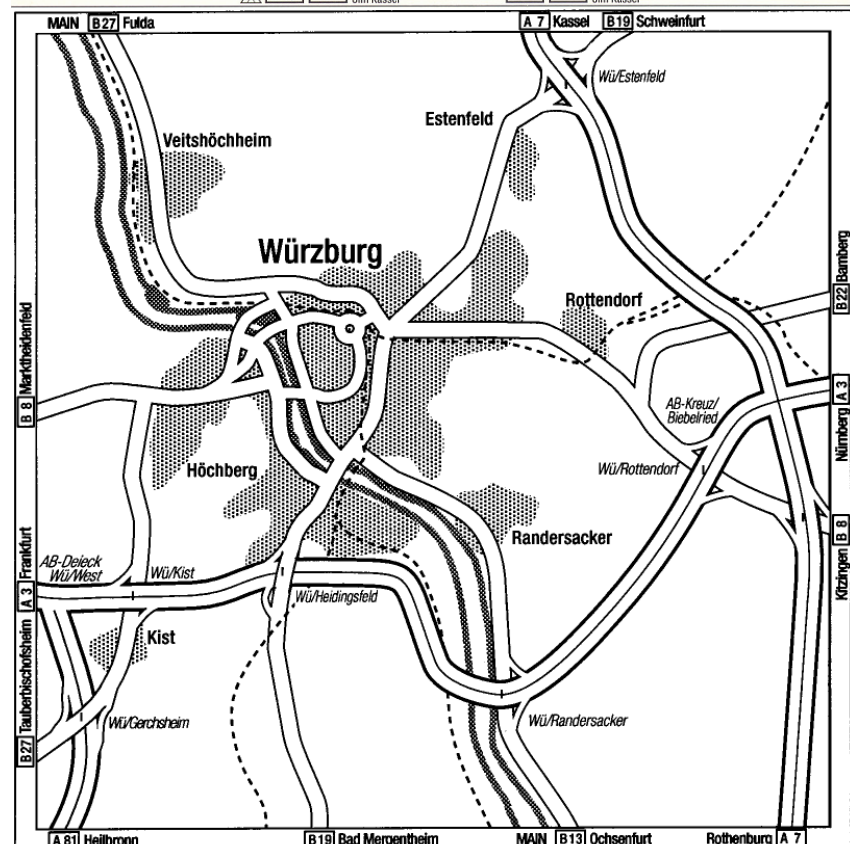 MAIN B27 Fulda
A 7 Kassel B19 Schweinfurt
Wü/Estenfeld
Estenfeld
Veitshöchheim
Würzburg
B22 Bamberg
Rottendorf
B 8 Marktheidenfeld
A 3 Nürnberg
AB-Kreuz/
Biebelried
Höchberg
Wü/Rottendorf
Randersacker
B 8 Kitzingen
AB-Deieck
Wü/West
Wü/Kist
A 3 Frankfurt
Wü/Heidingsfeld
Kist
B27 Tauberbischofsheim
Wü/Gerchsheim
Wü/Randersacker
A 81 Heilbronn
B19 Bad Mergentheim
MAIN B13 Ochsenfurt
Rothenburg A 7